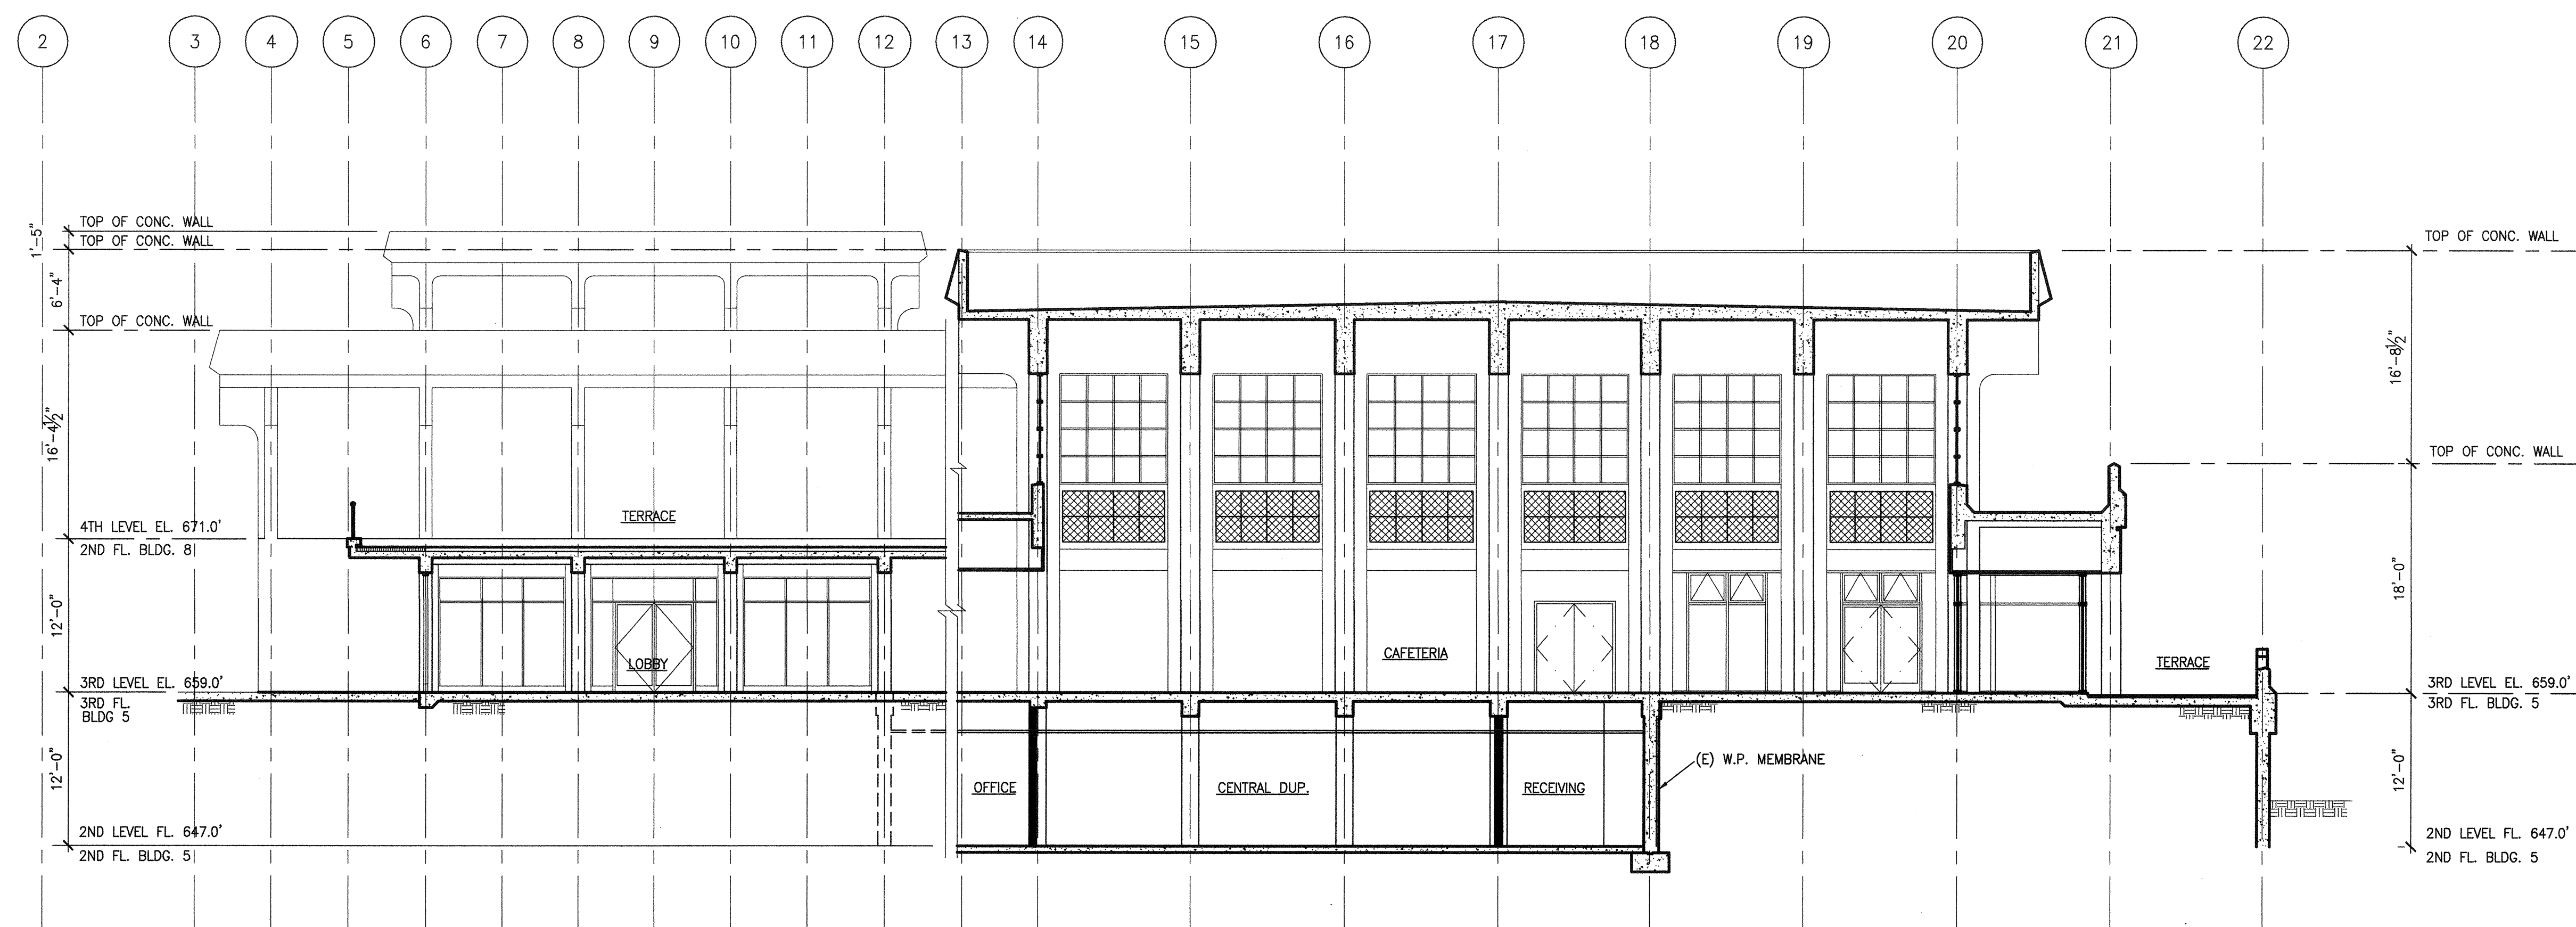 2 3 4 5 6 7 8 9 10 11 12 13 14 15 16 17 18 19 20 21 22
TOP OF CONC. WALL
1'-5"
TOP OF CONC. WALL
TOP OF CONC. WALL
6'-4"
TOP OF CONC. WALL
16'-8½"
16'-4½"
TOP OF CONC. WALL
TERRACE
4TH LEVEL EL. 671.0'
2ND FL. BLDG. 8
12'-0"
18'-0"
LOBBY
CAFETERIA
TERRACE
3RD LEVEL EL. 659.0'
3RD FL.
BLDG 5
3RD LEVEL EL. 659.0'
3RD FL. BLDG. 5
12'-0"
OFFICE
CENTRAL DUP.
RECEIVING
(E) W.P. MEMBRANE
12'-0"
2ND LEVEL FL. 647.0'
2ND FL. BLDG. 5
2ND LEVEL FL. 647.0'
2ND FL. BLDG. 5